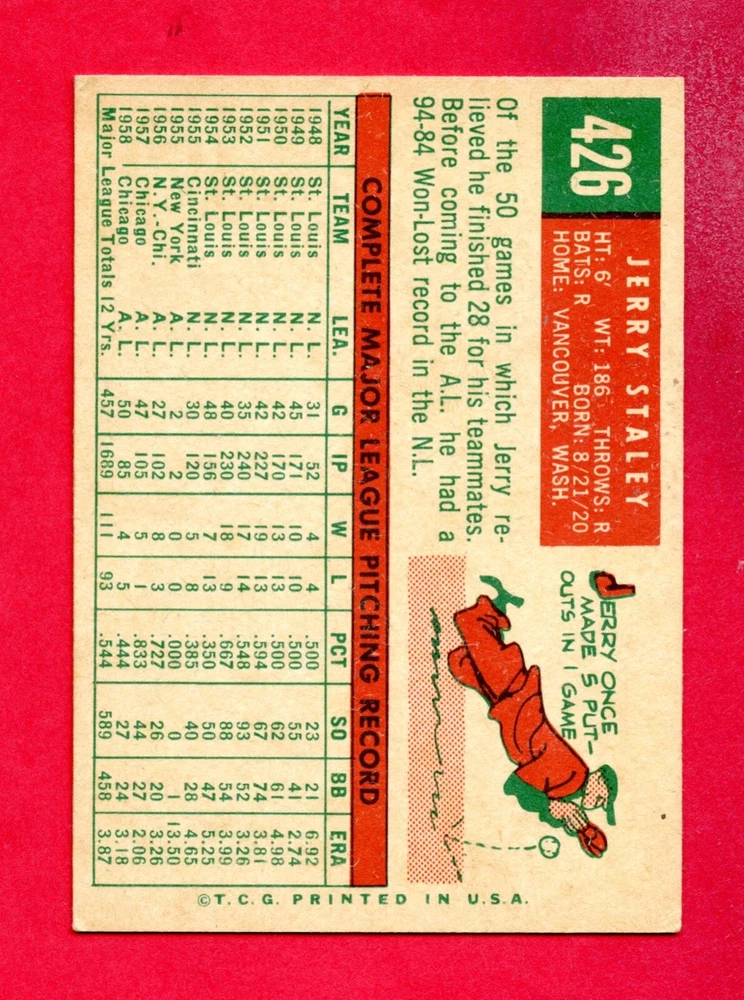 426
JERRY STALEY
HT: 6' WT: 186 THROWS: R
BATS: R BORN: 8/21/20
HOME: VANCOUVER, WASH.
Of the 50 games in which Jerry re-
lieved he finished 28 for his teammates.
Before coming to the A.L. he had a
94-84 Won-Lost record in the N.L.
JERRY ONCE
MADE 5 PUT-
OUTS IN 1 GAME
COMPLETE MAJOR LEAGUE PITCHING RECORD
YEAR TEAM LEA. G IP W L PCT SO BB ERA
1948 St. Louis N. L. 31 52 4 4 .500 23 21 6.92
1949 St. Louis N. L. 45 171 10 10 .500 55 41 2.74
1950 St. Louis N. L. 42 170 13 13 .500 62 61 4.98
1951 St. Louis N. L. 42 227 19 13 .594 67 74 3.81
1952 St. Louis N. L. 35 240 17 14 .548 93 52 3.26
1953 St. Louis N. L. 40 230 18 9 .667 88 54 3.99
1954 St. Louis N. L. 48 156 7 13 .350 50 47 5.25
1955 Cincinnati N. L. 30 120 5 8 .385 40 28 4.65
1955 New York A. L. 2 2 0 0 .000 0 1 13.50
1956 N.Y.-Chi. A. L. 27 102 8 3 .727 26 20 3.26
1957 Chicago A. L. 47 105 5 1 .833 44 27 2.06
1958 Chicago A. L. 50 85 4 5 .444 27 24 3.18
Major League Totals 12 Yrs. 457 1689 111 93 .544 589 458 3.87
©T.C.G. PRINTED IN U.S.A.